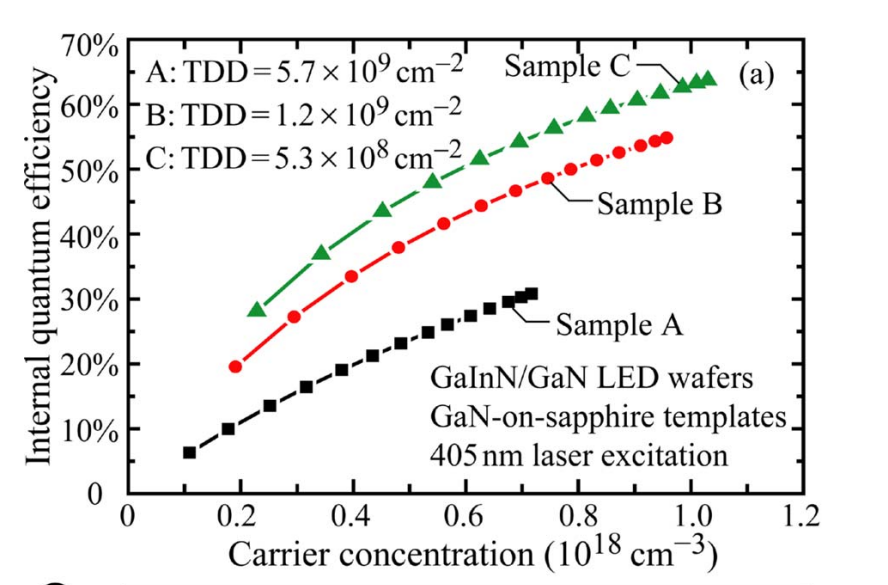 70%
60%
50%
40%
30%
20%
10%
0
Internal quantum efficiency
A: TDD = 5.7 × 10⁹ cm⁻²
B: TDD = 1.2 × 10⁹ cm⁻²
C: TDD = 5.3 × 10⁸ cm⁻²
Sample C
(a)
Sample B
Sample A
GaInN/GaN LED wafers
GaN-on-sapphire templates
405 nm laser excitation
0 0.2 0.4 0.6 0.8 1.0 1.2
Carrier concentration (10¹⁸ cm⁻³)